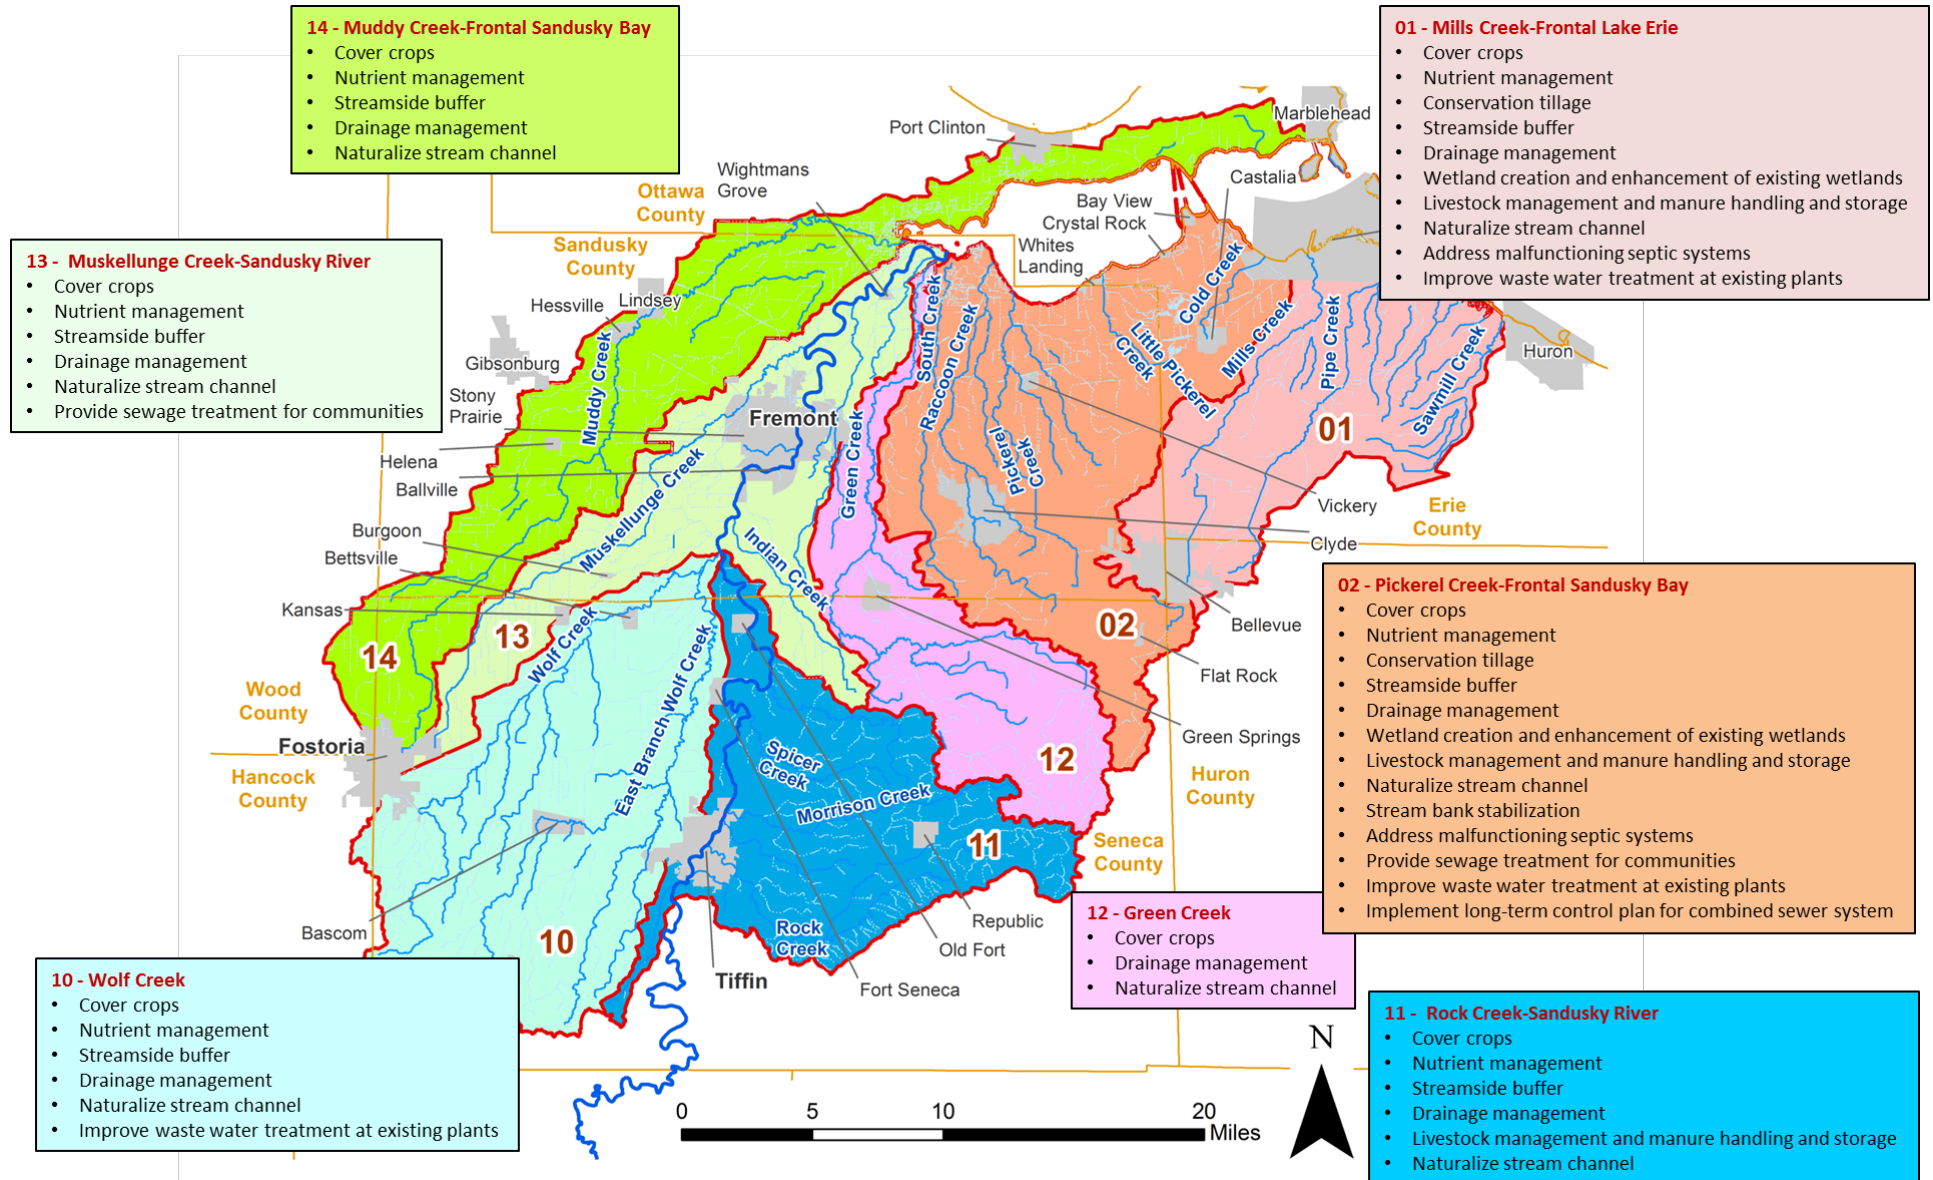 14 - Muddy Creek-Frontal Sandusky Bay
• Cover crops
• Nutrient management
• Streamside buffer
• Drainage management
• Naturalize stream channel
01 - Mills Creek-Frontal Lake Erie
• Cover crops
• Nutrient management
• Conservation tillage
• Streamside buffer
• Drainage management
• Wetland creation and enhancement of existing wetlands
• Livestock management and manure handling and storage
• Naturalize stream channel
• Address malfunctioning septic systems
• Improve waste water treatment at existing plants
13 - Muskellunge Creek-Sandusky River
• Cover crops
• Nutrient management
• Streamside buffer
• Drainage management
• Naturalize stream channel
• Provide sewage treatment for communities
Marblehead
Port Clinton
Wightmans
Grove
Castalia
Ottawa
County
Bay View
Crystal Rock
Sandusky
County
Whites
Landing
Lindsey
Hessville
Gibsonburg
Stony
Prairie
Fremont
Helena
Ballville
Burgoon
Bettsville
Kansas
Muddy Creek
Muskellunge Creek
Indian Creek
Green Creek
South Creek
Raccoon Creek
Pickerel
Creek
Little Pickerel
Creek
Cold Creek
Mills Creek
Pipe Creek
Sawmill Creek
Huron
01
Vickery
Erie
County
Clyde
Bellevue
02
Flat Rock
Green Springs
14
13
Wolf Creek
East Branch Wolf Creek
Wood
County
Fostoria
Hancock
County
Spicer
Creek
Morrison Creek
12
Huron
County
11
Seneca
County
Bascom
10
Rock
Creek
Republic
Old Fort
Tiffin
Fort Seneca
02 - Pickerel Creek-Frontal Sandusky Bay
• Cover crops
• Nutrient management
• Conservation tillage
• Streamside buffer
• Drainage management
• Wetland creation and enhancement of existing wetlands
• Livestock management and manure handling and storage
• Naturalize stream channel
• Stream bank stabilization
• Address malfunctioning septic systems
• Provide sewage treatment for communities
• Improve waste water treatment at existing plants
• Implement long-term control plan for combined sewer system
12 - Green Creek
• Cover crops
• Drainage management
• Naturalize stream channel
10 - Wolf Creek
• Cover crops
• Nutrient management
• Streamside buffer
• Drainage management
• Naturalize stream channel
• Improve waste water treatment at existing plants
11 - Rock Creek-Sandusky River
• Cover crops
• Nutrient management
• Streamside buffer
• Drainage management
• Livestock management and manure handling and storage
• Naturalize stream channel
N
0 5 10 20
Miles